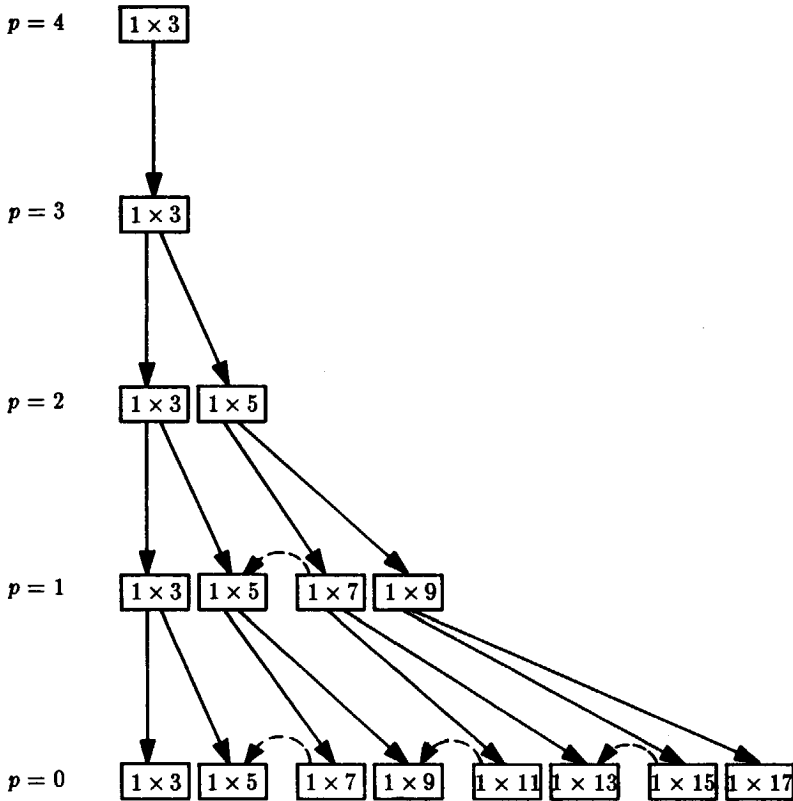 p = 4 1 × 3
p = 3 1 × 3
p = 2 1 × 3 1 × 5
p = 1 1 × 3 1 × 5 1 × 7 1 × 9
p = 0 1 × 3 1 × 5 1 × 7 1 × 9 1 × 11 1 × 13 1 × 15 1 × 17